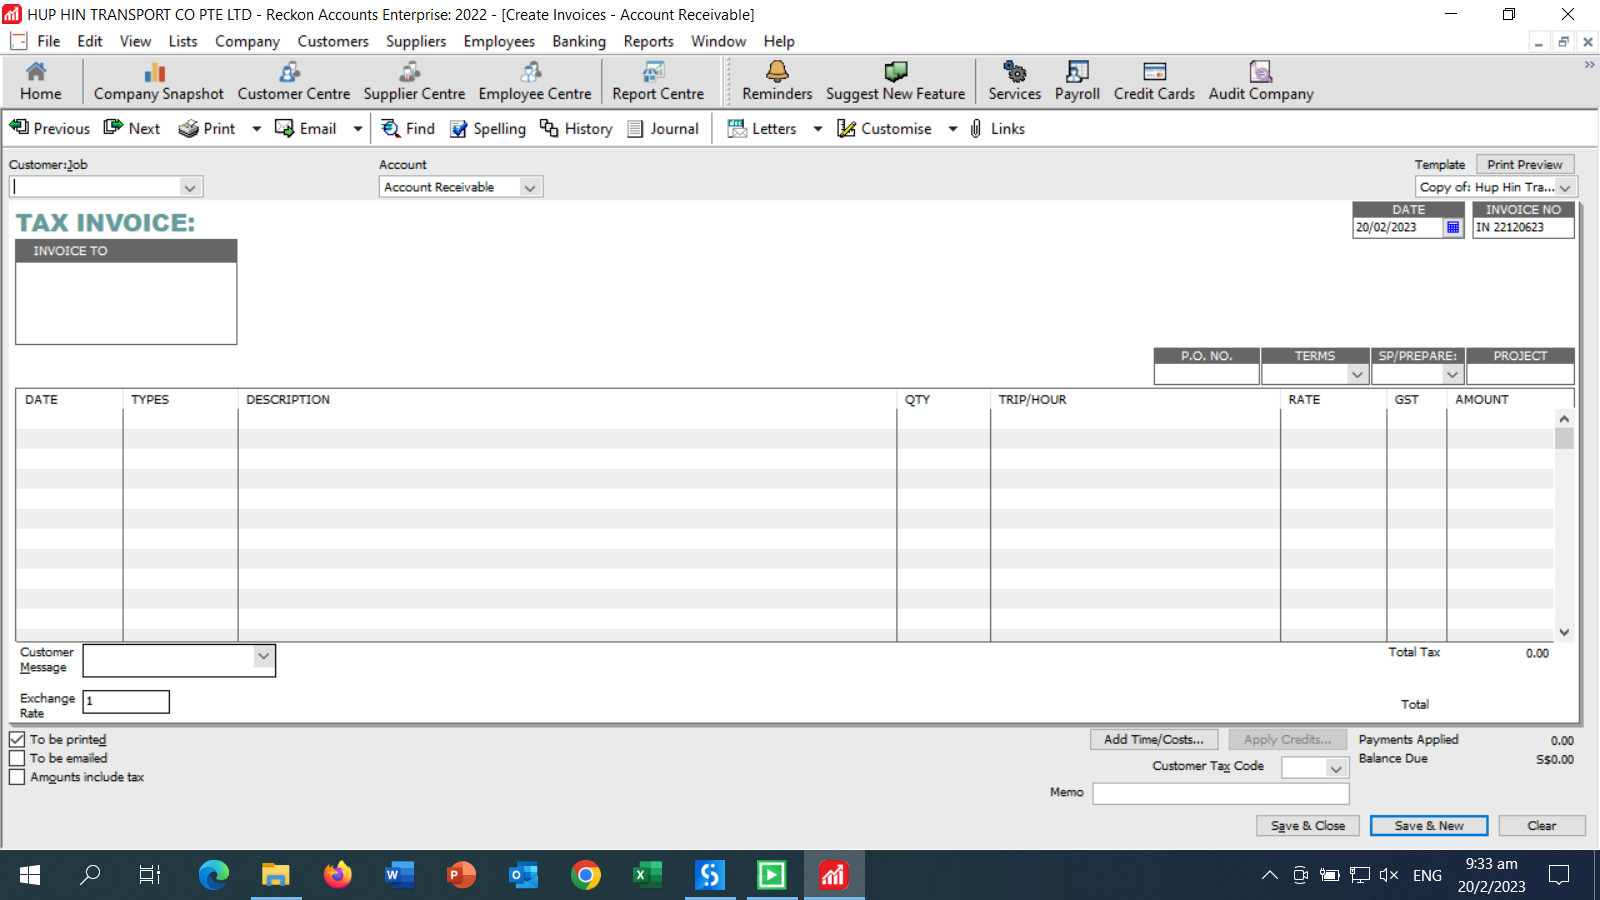 HUP HIN TRANSPORT CO PTE LTD - Reckon Accounts Enterprise: 2022 - [Create Invoices - Account Receivable]
File Edit View Lists Company Customers Suppliers Employees Banking Reports Window Help
Home Company Snapshot Customer Centre Supplier Centre Employee Centre Report Centre Reminders Suggest New Feature Services Payroll Credit Cards Audit Company
Previous Next Print Email Find Spelling History Journal Letters Customise Links
Customer:Job Account Template Print Preview
Account Receivable Copy of: Hup Hin Tra...
TAX INVOICE:
DATE INVOICE NO
20/02/2023 IN 22120623
INVOICE TO
P.O. NO. TERMS SP/PREPARE: PROJECT
DATE TYPES DESCRIPTION QTY TRIP/HOUR RATE GST AMOUNT
Customer Message
Total Tax 0.00
Exchange Rate 1
Total
To be printed
To be emailed
Amounts include tax
Add Time/Costs... Apply Credits... Payments Applied 0.00
Customer Tax Code Balance Due S$0.00
Memo
Save & Close Save & New Clear
ENG 9:33 am
20/2/2023